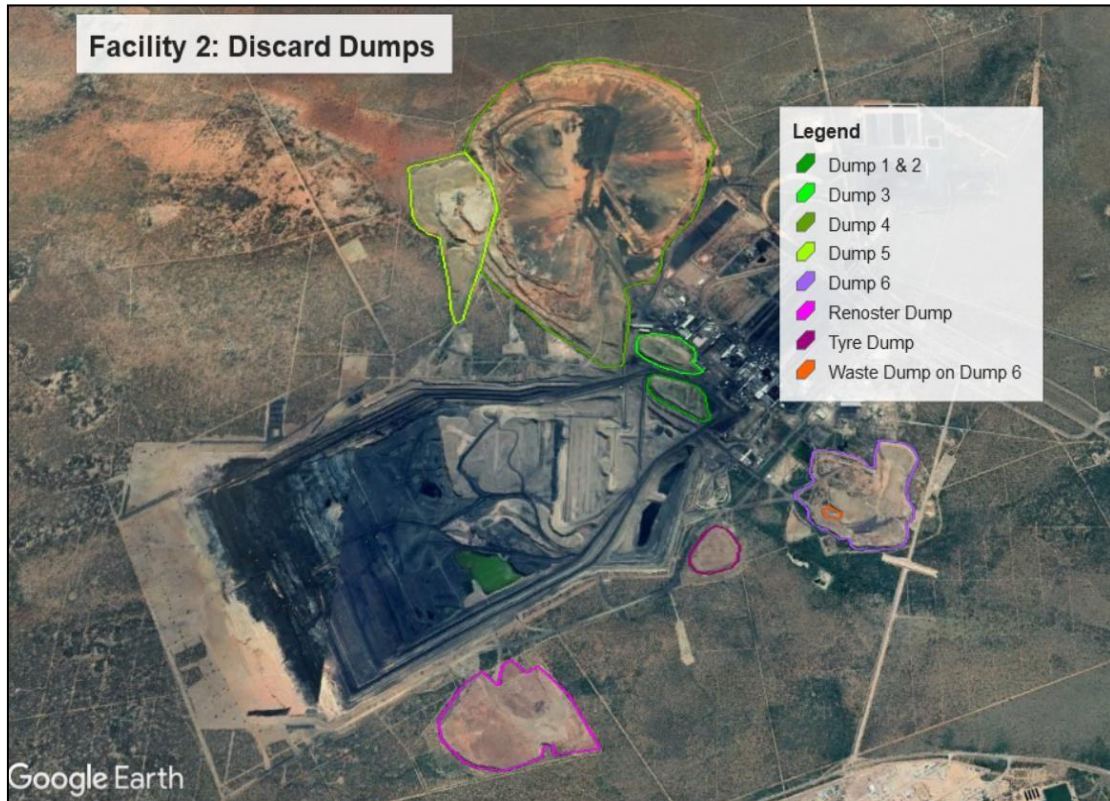 Facility 2: Discard Dumps
Legend
Dump 1 & 2
Dump 3
Dump 4
Dump 5
Dump 6
Renoster Dump
Tyre Dump
Waste Dump on Dump 6
Google Earth